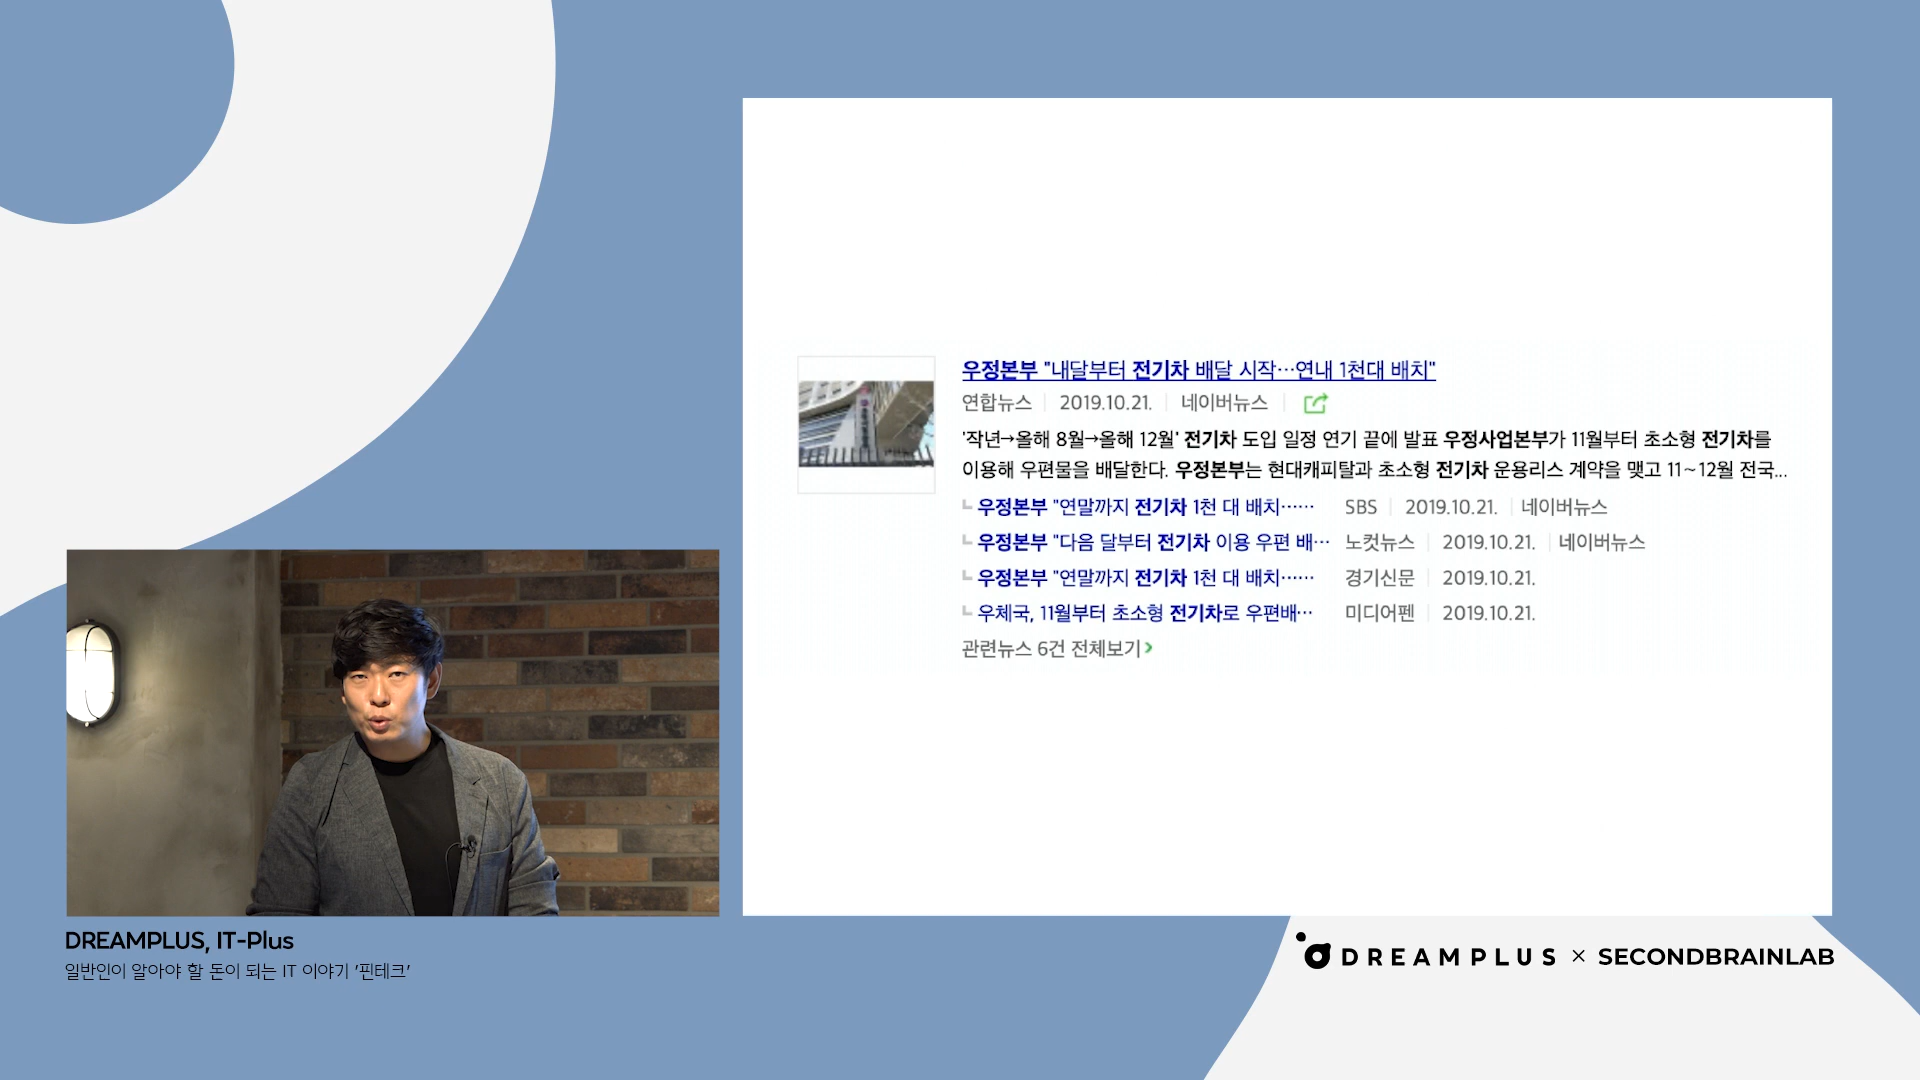 우정본부 "내달부터 전기차 배달 시작…연내 1천대 배치"
연합뉴스 2019.10.21. 네이버뉴스
'작년→올해 8월→올해 12월' 전기차 도입 일정 연기 끝에 발표 우정사업본부가 11월부터 초소형 전기차를
이용해 우편물을 배달한다. 우정본부는 현대캐피탈과 초소형 전기차 운용리스 계약을 맺고 11~12월 전국...
우정본부 "연말까지 전기차 1천 대 배치…… SBS 2019.10.21. 네이버뉴스
우정본부 "다음 달부터 전기차 이용 우편 배… 노컷뉴스 2019.10.21. 네이버뉴스
우정본부 "연말까지 전기차 1천 대 배치…… 경기신문 2019.10.21.
우체국, 11월부터 초소형 전기차로 우편배… 미디어펜 2019.10.21.
관련뉴스 6건 전체보기
DREAMPLUS, IT-Plus
일반인이 알아야 할 돈이 되는 IT 이야기 '핀테크'
DREAMPLUS × SECONDBRAINLAB